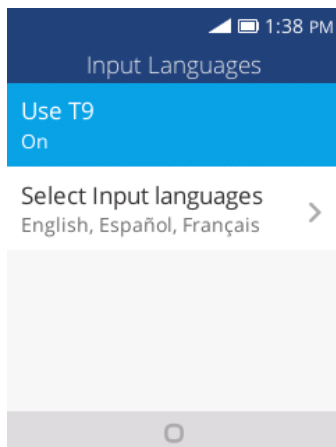 1:38 PM
Input Languages
Use T9
On
Select Input languages
English, Español, Français